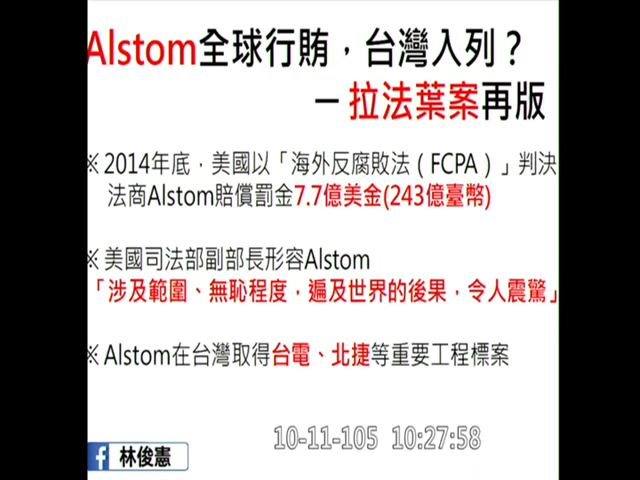 Alstom全球行賄，台灣入列？
－拉法葉案再版
※2014年底，美國以「海外反腐敗法（FCPA）」判決
法商Alstom賠償罰金7.7億美金(243億臺幣)
※美國司法部副部長形容Alstom
「涉及範圍、無恥程度，遍及世界的後果，令人震驚」
※Alstom在台灣取得台電、北捷等重要工程標案
10-11-105 10:27:58
f 林俊憲